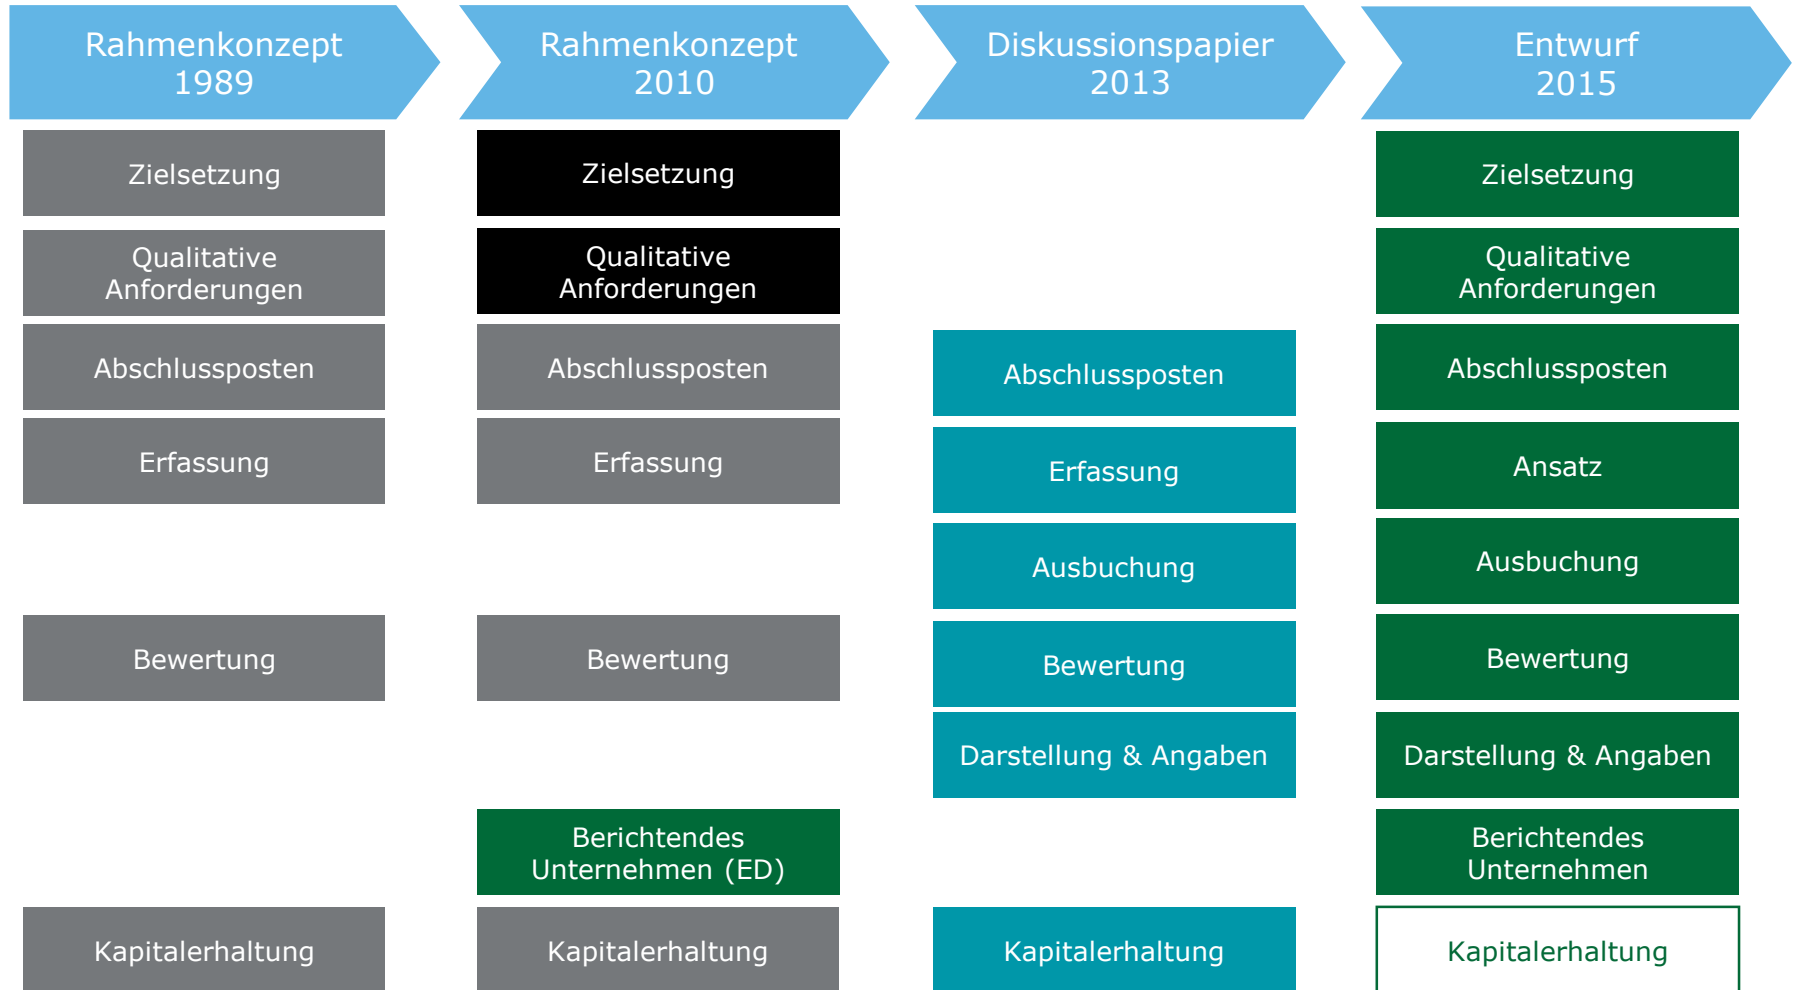 Rahmenkonzept
1989
Rahmenkonzept
2010
Diskussionspapier
2013
Entwurf
2015
Zielsetzung
Zielsetzung
Zielsetzung
Qualitative
Anforderungen
Qualitative
Anforderungen
Qualitative
Anforderungen
Abschlussposten
Abschlussposten
Abschlussposten
Abschlussposten
Erfassung
Erfassung
Erfassung
Ansatz
Ausbuchung
Ausbuchung
Bewertung
Bewertung
Bewertung
Bewertung
Darstellung & Angaben
Darstellung & Angaben
Berichtendes
Unternehmen (ED)
Berichtendes
Unternehmen
Kapitalerhaltung
Kapitalerhaltung
Kapitalerhaltung
Kapitalerhaltung